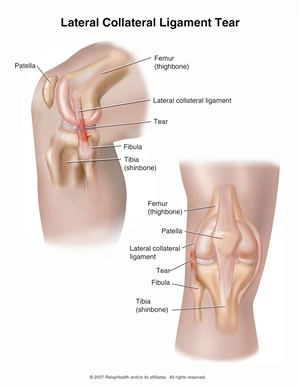 Lateral Collateral Ligament Tear
Patella
Femur
(thighbone)
Lateral collateral ligament
Tear
Fibula
Tibia
(shinbone)
Femur
(thighbone)
Patella
Lateral collateral
ligament
Tear
Fibula
Tibia
(shinbone)
© 2007 RelayHealth and/or its affiliates. All rights reserved.